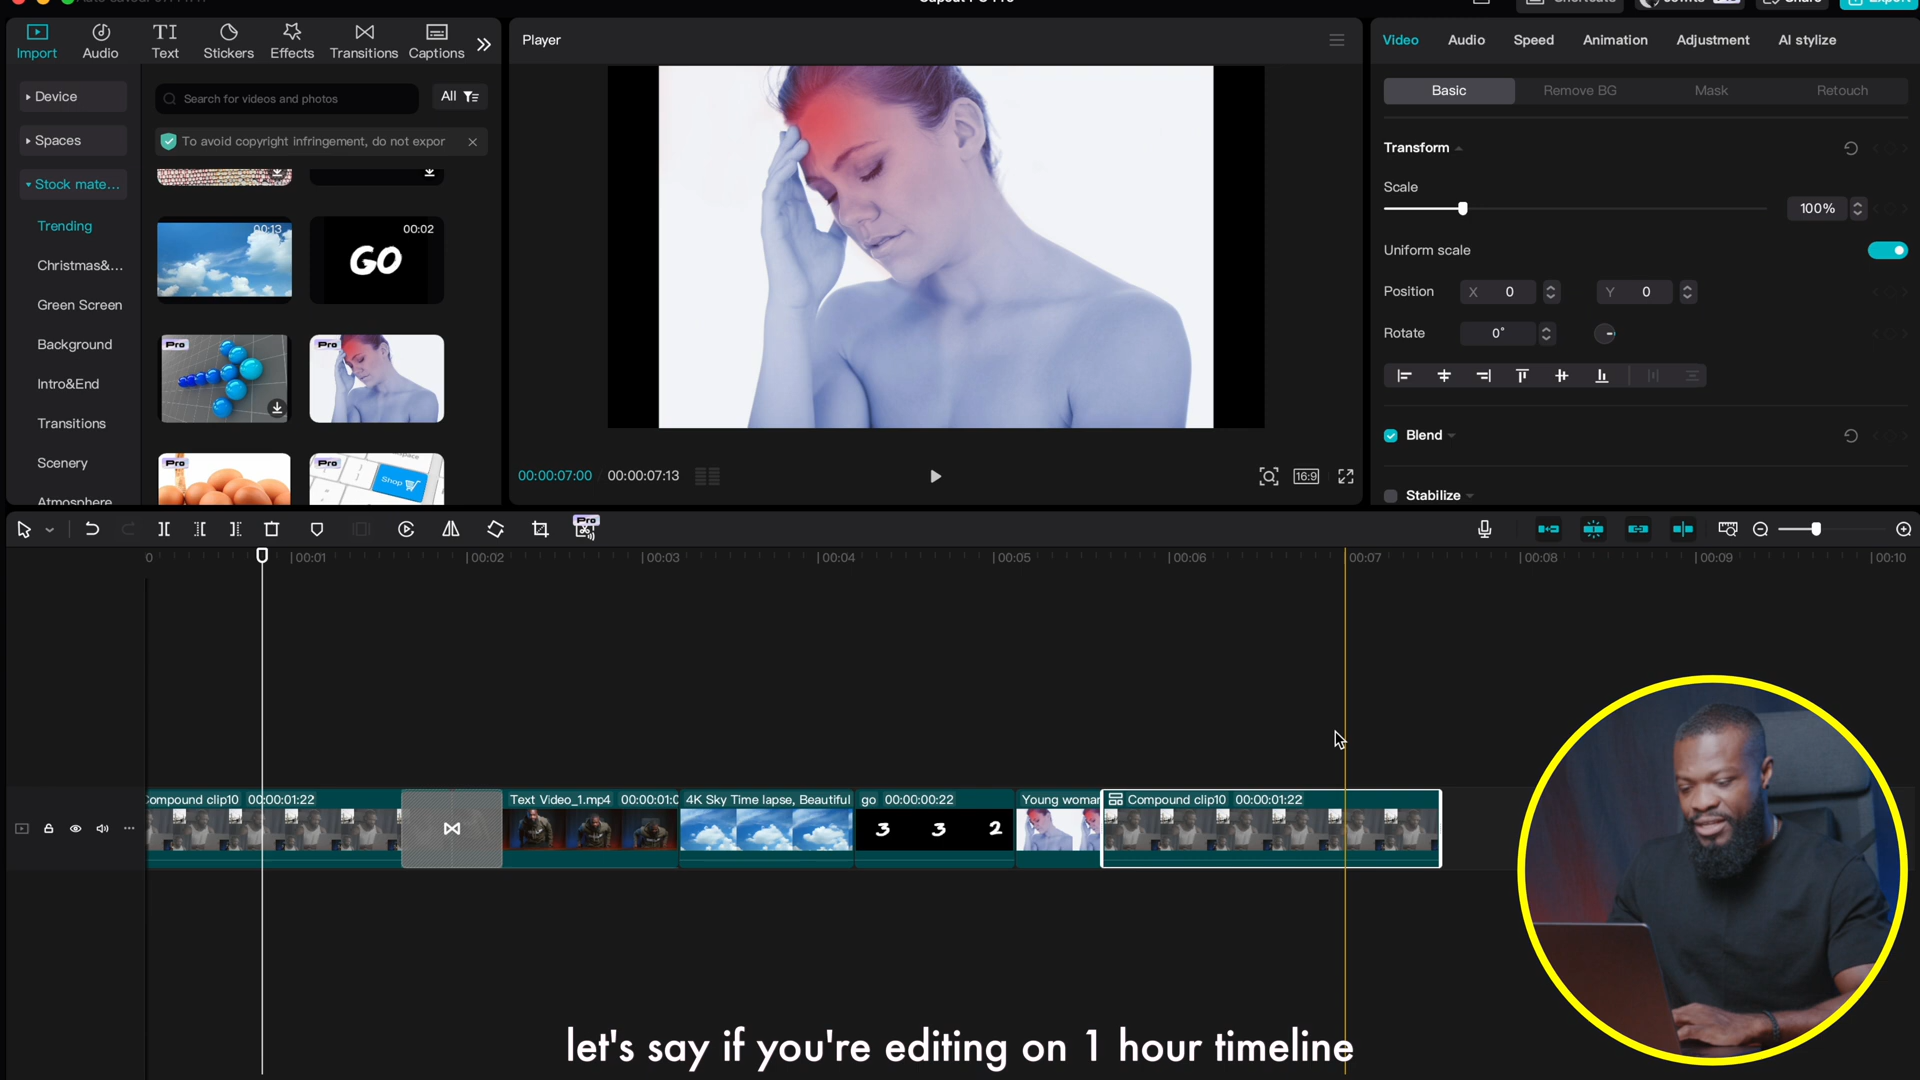 Import
Audio
Text
Stickers
Effects
Transitions
Captions
Device
Spaces
Stock mate...
Trending
Christmas&...
Green Screen
Background
Intro&End
Transitions
Scenery
Atmosphere
Search for videos and photos
All
To avoid copyright infringement, do not expor
00:13
00:02
GO
Pro
Pro
Pro
Pro
Shop
Player
00:00:07:00
00:00:07:13
16:9
Share
Export
Video
Audio
Speed
Animation
Adjustment
AI stylize
Basic
Remove BG
Mask
Retouch
Transform
Scale
100%
Uniform scale
Position
X 0
Y 0
Rotate
0°
Blend
Stabilize
Pro
0
00:01
00:02
00:03
00:04
00:05
00:06
00:07
00:08
00:09
00:10
Compound clip10 00:00:01:22
Text Video_1.mp4 00:00:01:0
4K Sky Time lapse, Beautiful
go 00:00:00:22
3 3 2
Young woman
Compound clip10 00:00:01:22
let's say if you're editing on 1 hour timeline